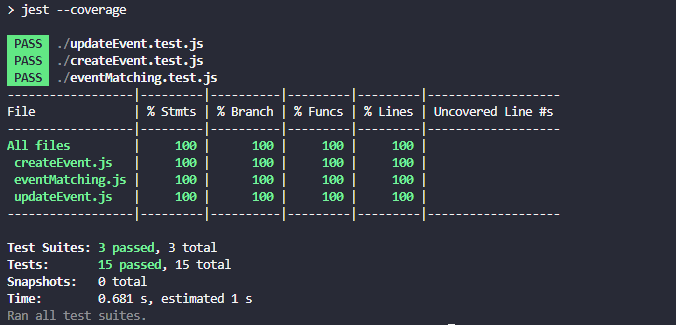 > jest --coverage
PASS ./updateEvent.test.js
PASS ./createEvent.test.js
PASS ./eventMatching.test.js
------------------|---------|----------|---------|---------|-------------------
File              | % Stmts | % Branch | % Funcs | % Lines | Uncovered Line #s
------------------|---------|----------|---------|---------|-------------------
All files         |     100 |      100 |     100 |     100 |
 createEvent.js   |     100 |      100 |     100 |     100 |
 eventMatching.js |     100 |      100 |     100 |     100 |
 updateEvent.js   |     100 |      100 |     100 |     100 |
------------------|---------|----------|---------|---------|-------------------
Test Suites: 3 passed, 3 total
Tests:       15 passed, 15 total
Snapshots:   0 total
Time:        0.681 s, estimated 1 s
Ran all test suites.